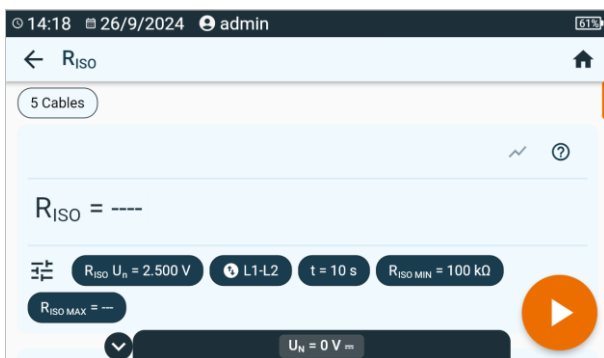 14:18 26/9/2024 admin 61%
RISO
5 Cables
RISO = ----
RISO Un = 2.500 V L1-L2 t = 10 s RISO MIN = 100 kΩ
RISO MAX = ---
UN = 0 V ⎓